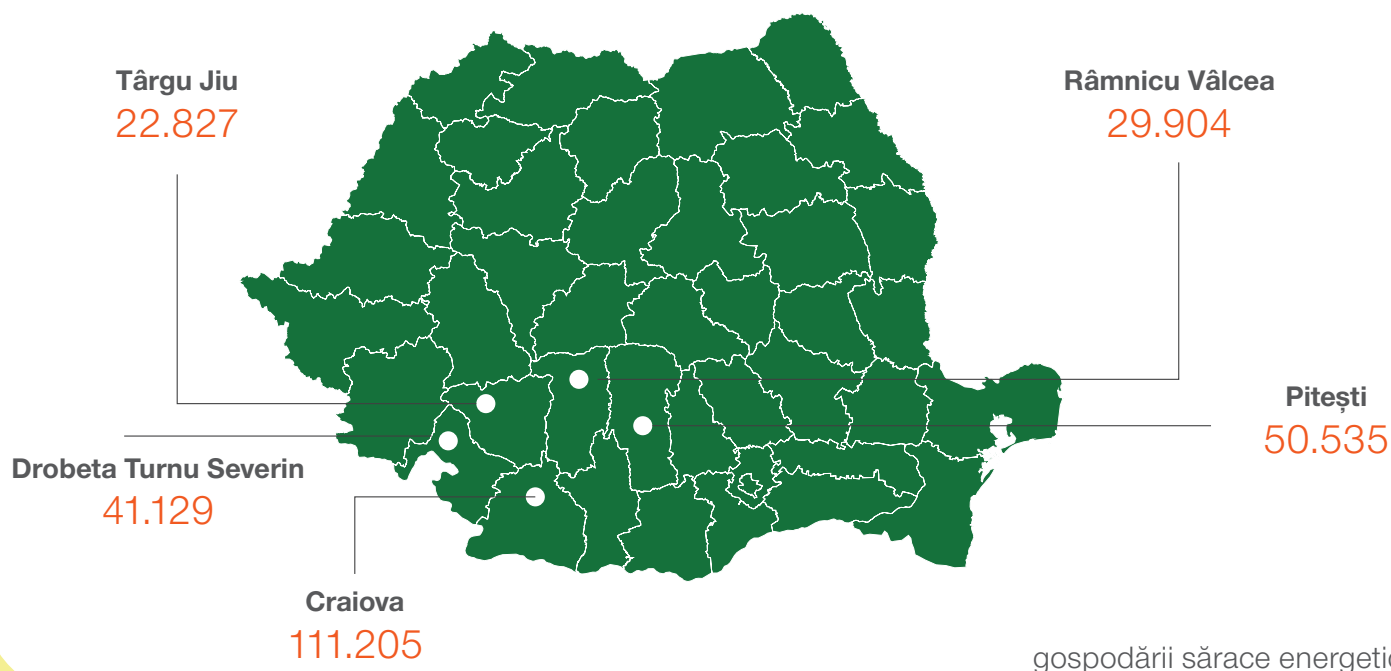 Târgu Jiu
22.827
Râmnicu Vâlcea
29.904
Pitești
50.535
Drobeta Turnu Severin
41.129
Craiova
111.205
gospodării sărace